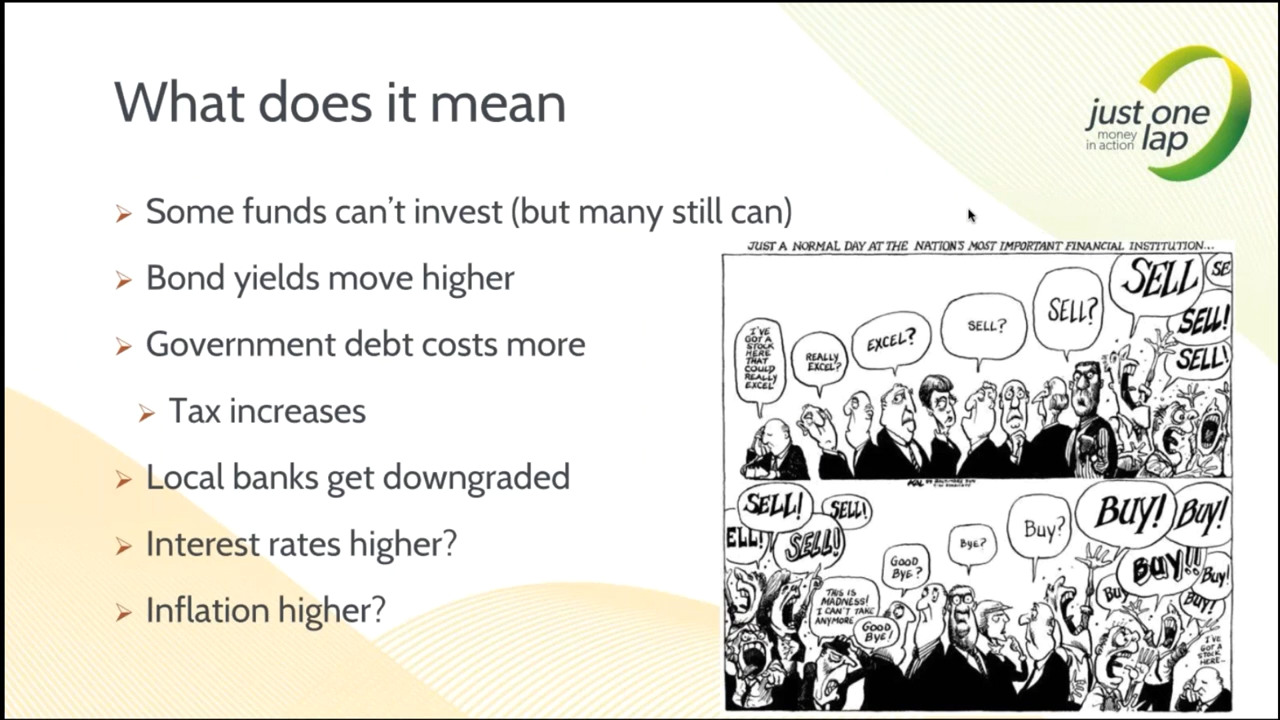 What does it mean
just one
money
in action lap
Some funds can't invest (but many still can)
Bond yields move higher
Government debt costs more
Tax increases
Local banks get downgraded
Interest rates higher?
Inflation higher?
JUST A NORMAL DAY AT THE NATION'S MOST IMPORTANT FINANCIAL INSTITUTION...
I'VE
GOT A
STOCK
HERE
THAT
COULD
REALLY
EXCEL
REALLY
EXCEL?
EXCEL?
SELL?
SELL?
SELL
SE
SELL!
SELL!
SELL!
SELL!
ELL!
SELL!
THIS IS
MADNESS!
I CAN'T TAKE
ANYMORE
GOOD
BYE!
GOOD
BYE?
BYE?
Buy?
BUY!
BUY!
BUY!!
Buy!
BU
BUY!
I'VE
GOT A
STOCK
HERE..